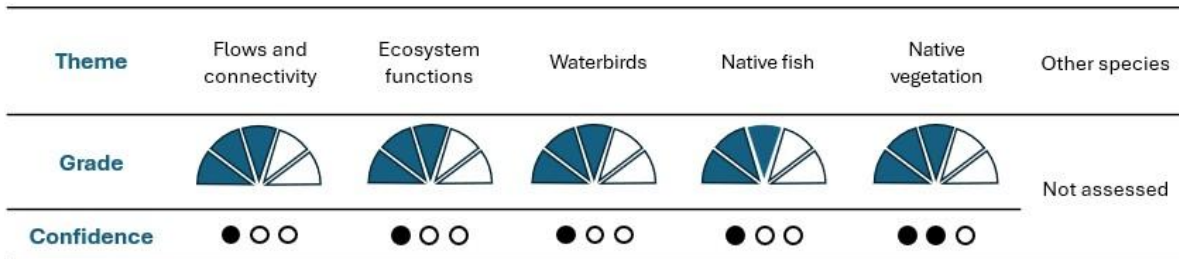 Theme
Flows and
connectivity
Ecosystem
functions
Waterbirds
Native fish
Native
vegetation
Other species
Grade
Not assessed
Confidence